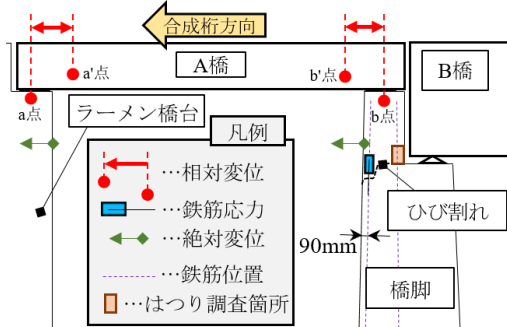 合成桁方向
A橋
B橋
a'点
b'点
a点
b点
ラーメン橋台
凡例
…相対変位
…鉄筋応力
…絶対変位
…鉄筋位置
…はつり調査箇所
ひび割れ
90mm
橋脚